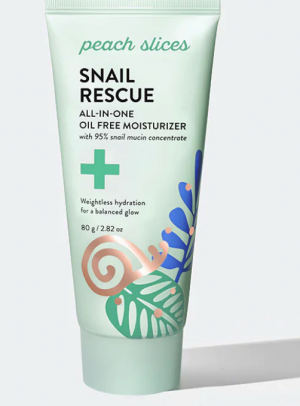 peach slices
SNAIL
RESCUE
ALL-IN-ONE
OIL FREE MOISTURIZER
with 95% snail mucin concentrate
Weightless hydration
for a balanced glow
80 g / 2.82 oz